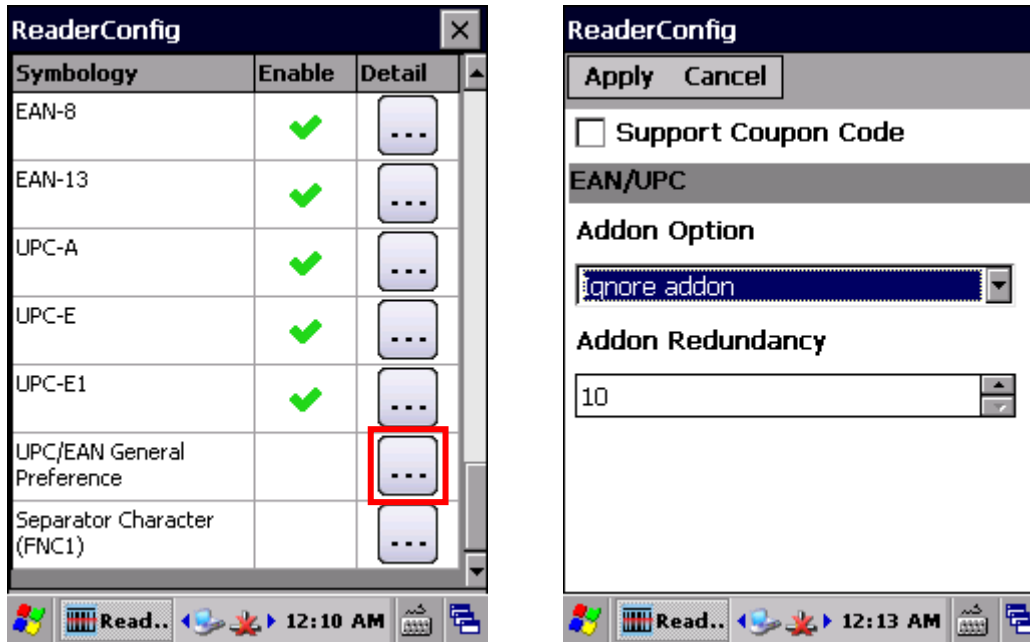 ReaderConfig
Symbology Enable Detail
EAN-8 ...
EAN-13 ...
UPC-A ...
UPC-E ...
UPC-E1 ...
UPC/EAN General
Preference ...
Separator Character
(FNC1) ...
Read.. 12:10 AM
ReaderConfig
Apply Cancel
Support Coupon Code
EAN/UPC
Addon Option
Ignore addon
Addon Redundancy
10
Read.. 12:13 AM